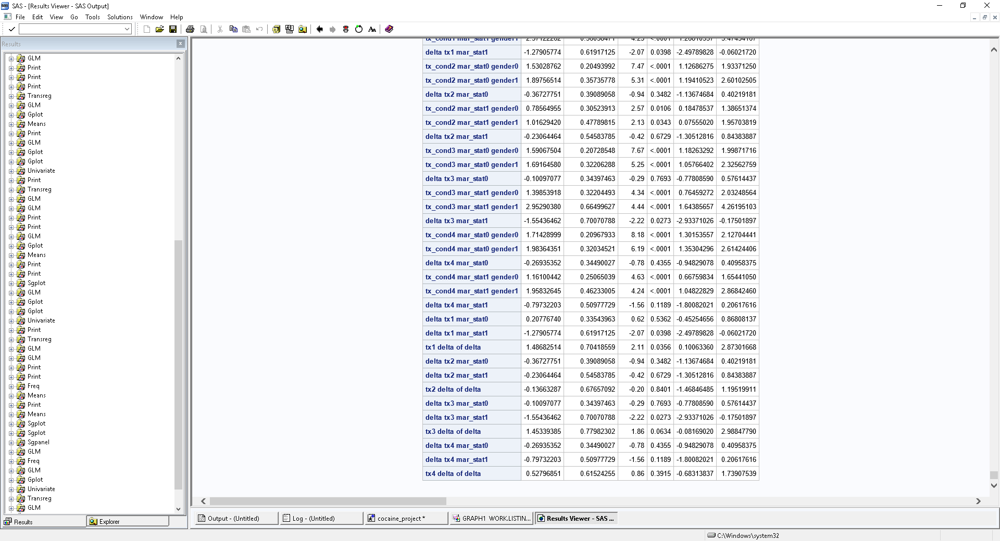 SAS - [Results Viewer - SAS Output]
File Edit View Go Tools Solutions Window Help
Results
GLM
Print
Print
Print
Transreg
GLM
Gplot
Means
Print
GLM
Gplot
Gplot
Univariate
Print
Transreg
GLM
GLM
Print
Print
GLM
Gplot
Means
Print
Print
Sgplot
GLM
Gplot
Gplot
Univariate
Print
Transreg
GLM
GLM
Print
Print
Freq
Means
Print
Means
Sgplot
Sgplot
Sgpanel
GLM
Freq
GLM
Gplot
Univariate
Transreg
GLM
Results Explorer
delta tx1 mar_stat1 -1.27905774 0.61917125 -2.07 0.0398 -2.49789828 -0.06021720
tx_cond2 mar_stat0 gender0 1.53028762 0.20493992 7.47 <.0001 1.12686275 1.93371250
tx_cond2 mar_stat0 gender1 1.89756514 0.35735778 5.31 <.0001 1.19410523 2.60102505
delta tx2 mar_stat0 -0.36727751 0.39089058 -0.94 0.3482 -1.13674684 0.40219181
tx_cond2 mar_stat1 gender0 0.78564955 0.30523913 2.57 0.0106 0.18478537 1.38651374
tx_cond2 mar_stat1 gender1 1.01629420 0.47789815 2.13 0.0343 0.07555020 1.95703819
delta tx2 mar_stat1 -0.23064464 0.54583785 -0.42 0.6729 -1.30512816 0.84383887
tx_cond3 mar_stat0 gender0 1.59067504 0.20728548 7.67 <.0001 1.18263292 1.99871716
tx_cond3 mar_stat0 gender1 1.69164580 0.32206288 5.25 <.0001 1.05766402 2.32562759
delta tx3 mar_stat0 -0.10097077 0.34397463 -0.29 0.7693 -0.77808590 0.57614437
tx_cond3 mar_stat1 gender0 1.39853918 0.32204493 4.34 <.0001 0.76459272 2.03248564
tx_cond3 mar_stat1 gender1 2.95290380 0.66499627 4.44 <.0001 1.64385657 4.26195103
delta tx3 mar_stat1 -1.55436462 0.70070788 -2.22 0.0273 -2.93371026 -0.17501897
tx_cond4 mar_stat0 gender0 1.71428999 0.20967933 8.18 <.0001 1.30153557 2.12704441
tx_cond4 mar_stat0 gender1 1.98364351 0.32034521 6.19 <.0001 1.35304296 2.61424406
delta tx4 mar_stat0 -0.26935352 0.34490027 -0.78 0.4355 -0.94829078 0.40958375
tx_cond4 mar_stat1 gender0 1.16100442 0.25065039 4.63 <.0001 0.66759834 1.65441050
tx_cond4 mar_stat1 gender1 1.95832645 0.46233005 4.24 <.0001 1.04822829 2.86842460
delta tx4 mar_stat1 -0.79732203 0.50977729 -1.56 0.1189 -1.80082021 0.20617616
delta tx1 mar_stat0 0.20776740 0.33543963 0.62 0.5362 -0.45254656 0.86808137
delta tx1 mar_stat1 -1.27905774 0.61917125 -2.07 0.0398 -2.49789828 -0.06021720
tx1 delta of delta 1.48682514 0.70418559 2.11 0.0356 0.10063360 2.87301668
delta tx2 mar_stat0 -0.36727751 0.39089058 -0.94 0.3482 -1.13674684 0.40219181
delta tx2 mar_stat1 -0.23064464 0.54583785 -0.42 0.6729 -1.30512816 0.84383887
tx2 delta of delta -0.13663287 0.67657092 -0.20 0.8401 -1.46846485 1.19519911
delta tx3 mar_stat0 -0.10097077 0.34397463 -0.29 0.7693 -0.77808590 0.57614437
delta tx3 mar_stat1 -1.55436462 0.70070788 -2.22 0.0273 -2.93371026 -0.17501897
tx3 delta of delta 1.45339385 0.77982302 1.86 0.0634 -0.08169020 2.98847790
delta tx4 mar_stat0 -0.26935352 0.34490027 -0.78 0.4355 -0.94829078 0.40958375
delta tx4 mar_stat1 -0.79732203 0.50977729 -1.56 0.1189 -1.80082021 0.20617616
tx4 delta of delta 0.52796851 0.61524255 0.86 0.3915 -0.68313837 1.73907539
Output - (Untitled) Log - (Untitled) cocaine_project * GRAPH1 WORK.LISTIN... Results Viewer - SAS ...
C:\Windows\system32